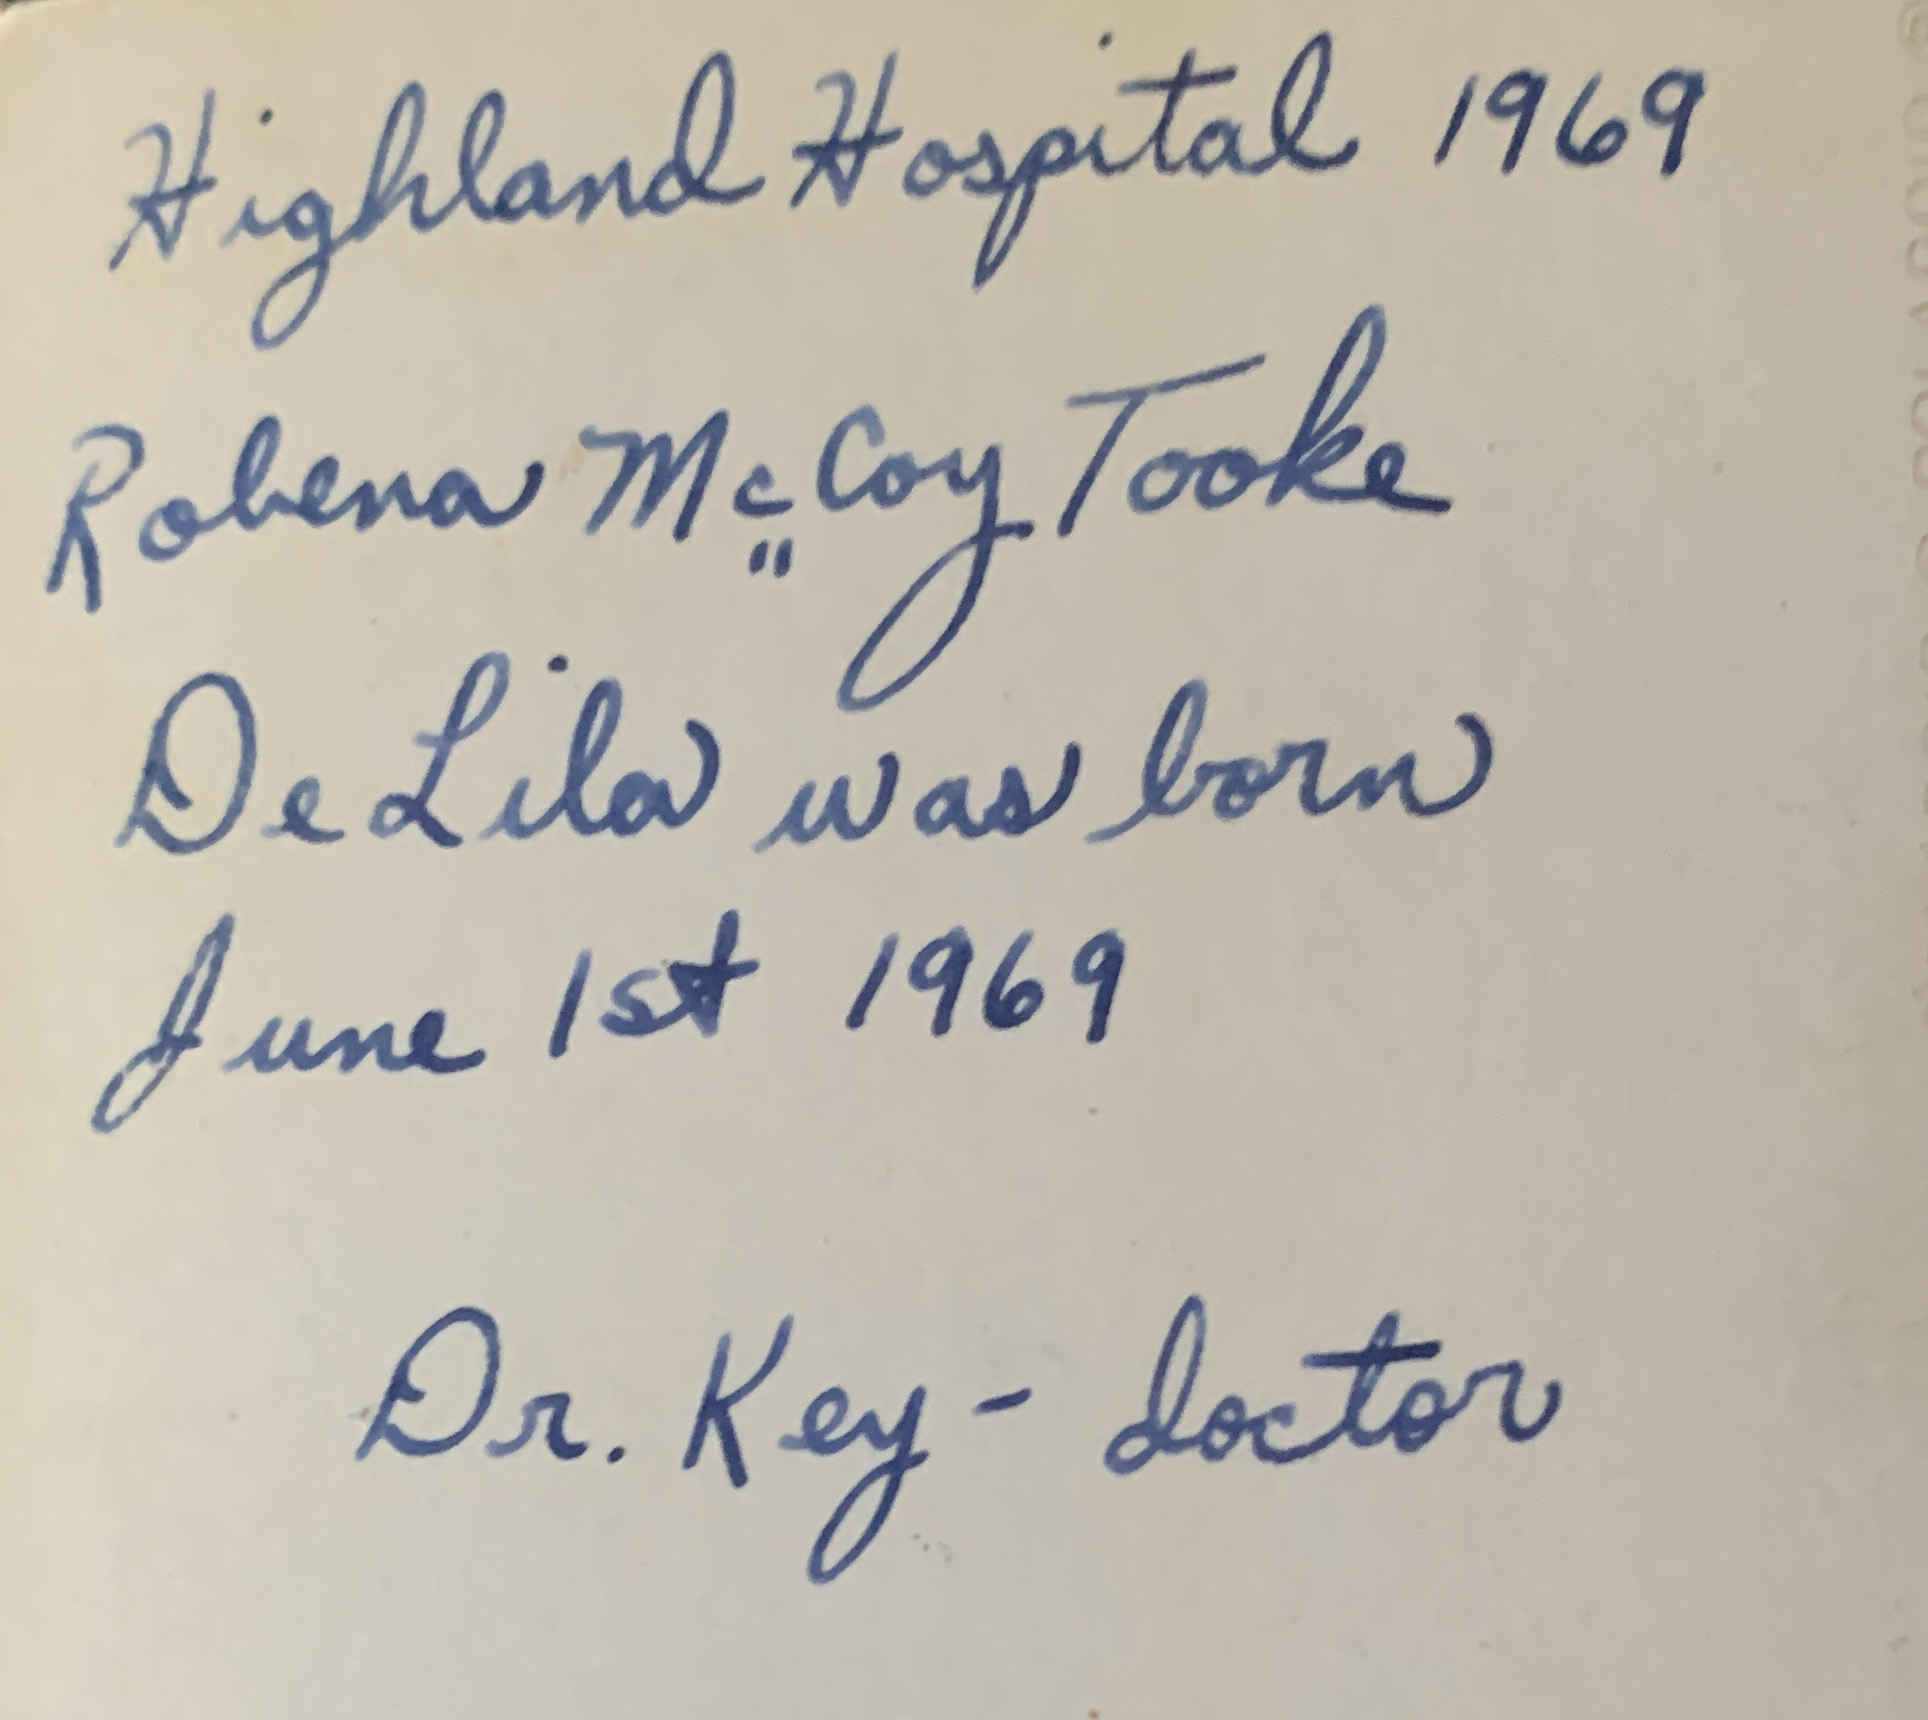 Highland Hospital 1969
Robena McCoy Tooke
DeLila was born
June 1st 1969
Dr. Key - doctor